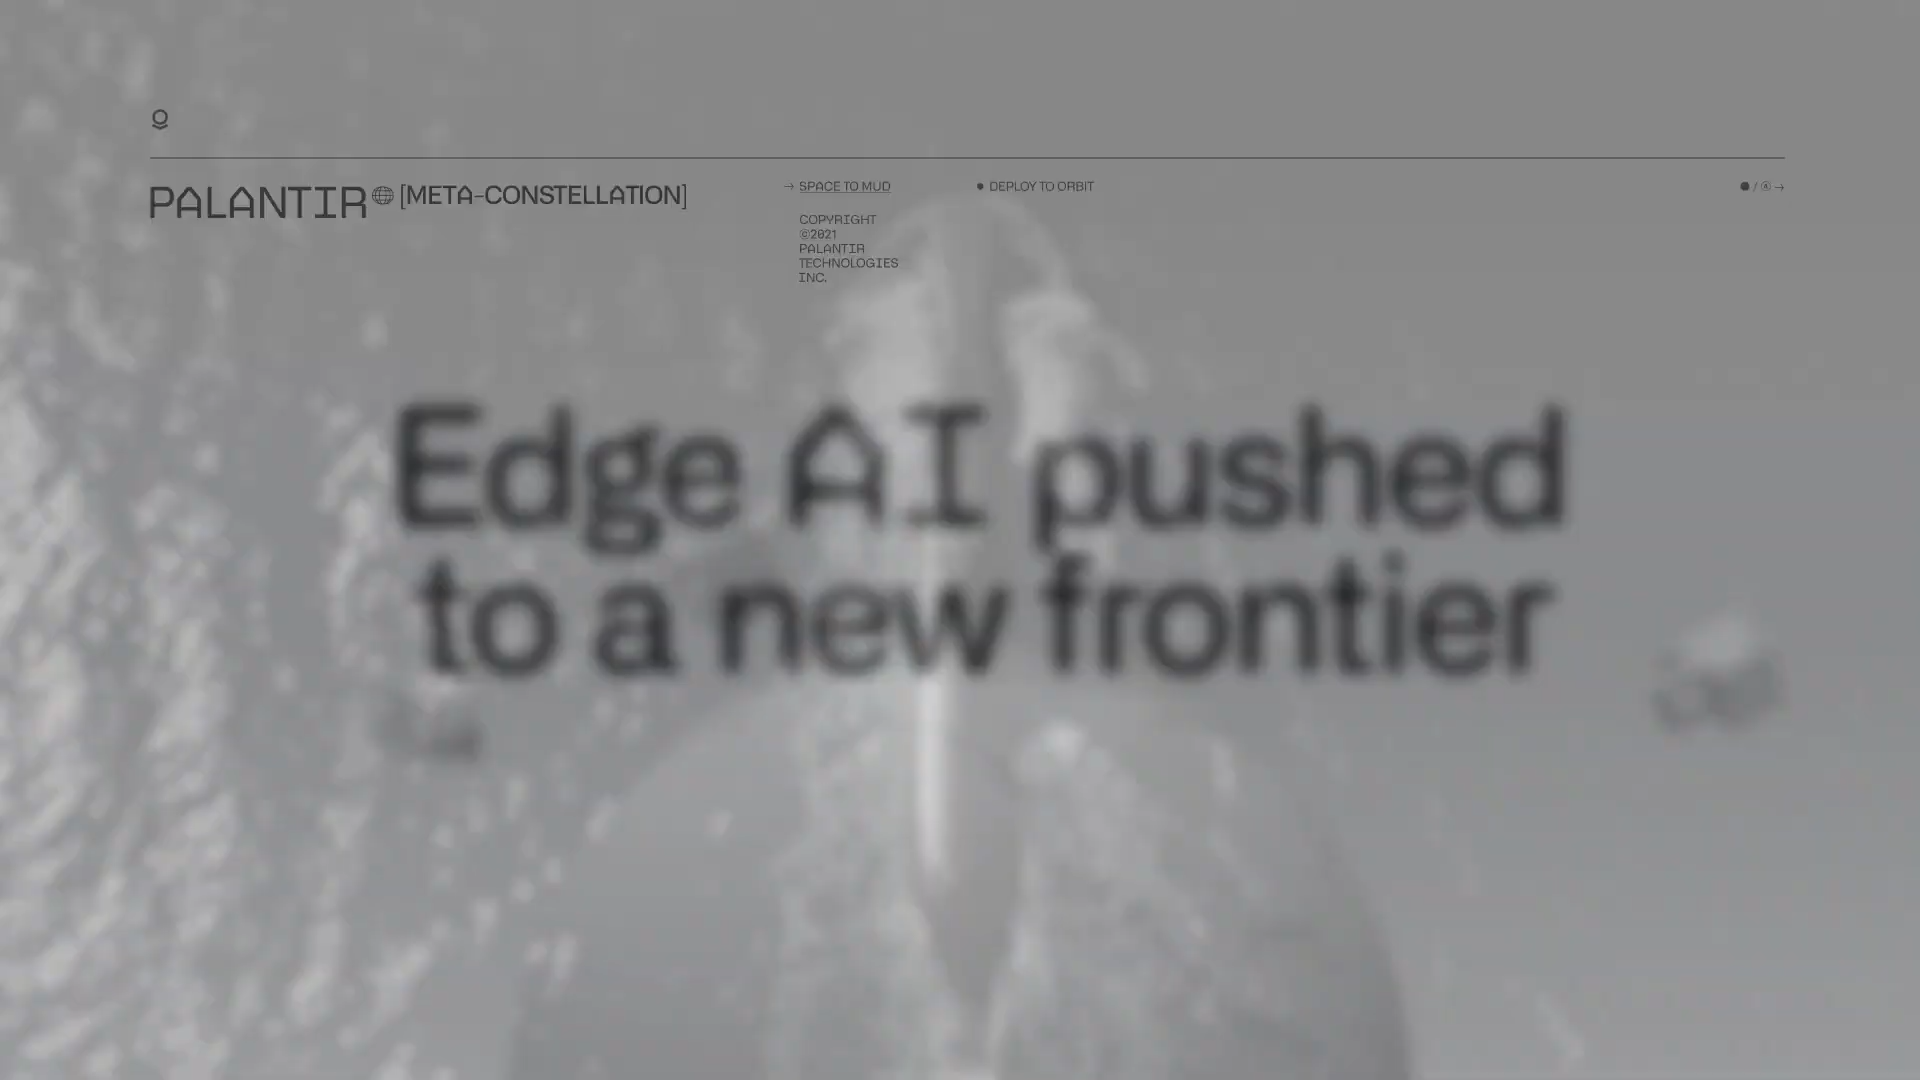 PALANTIR [META-CONSTELLATION]
→ SPACE TO MUD
● DEPLOY TO ORBIT
● / Ⓐ →
COPYRIGHT
©2021
PALANTIR
TECHNOLOGIES
INC.
Edge AI pushed
to a new frontier